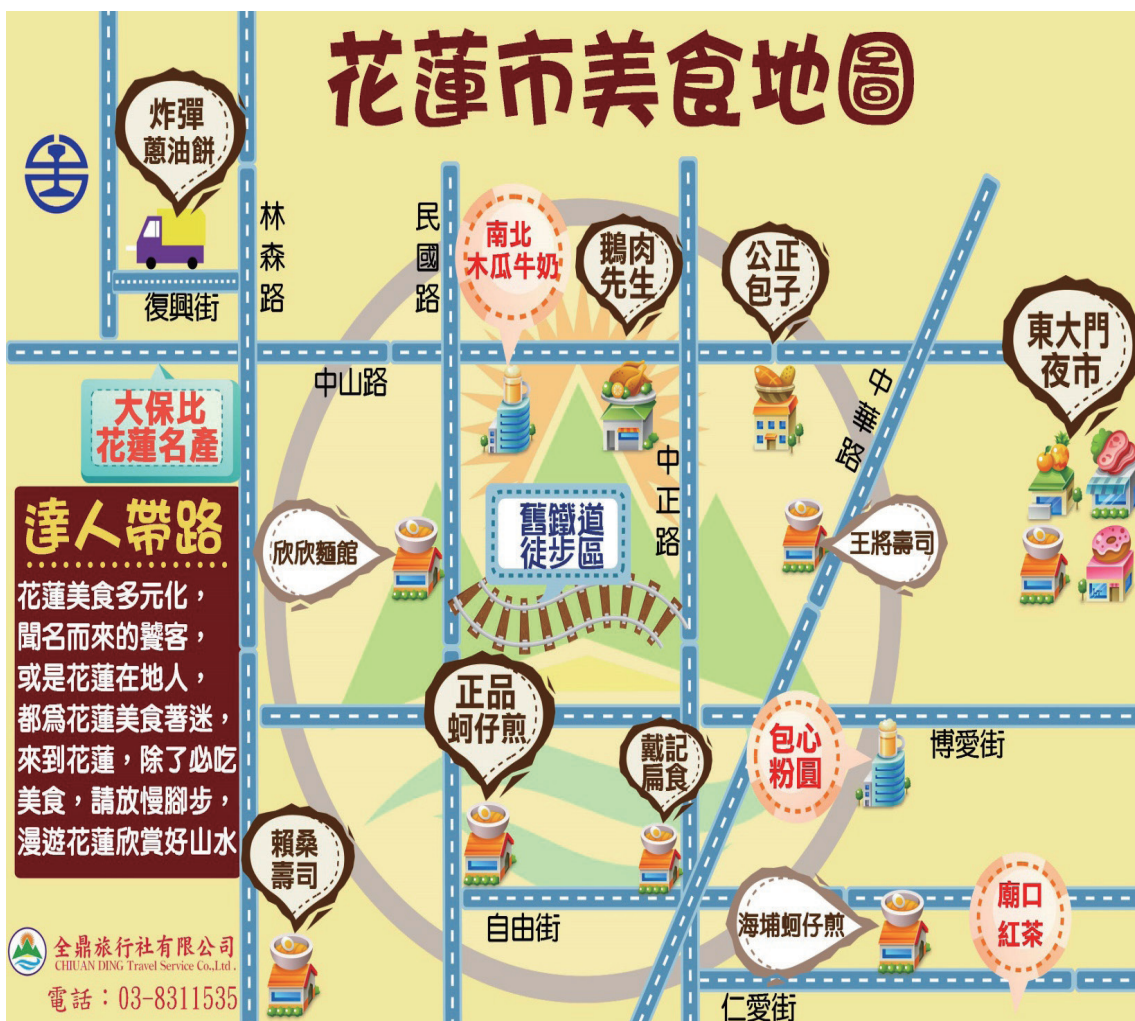 花蓮市美食地圖
炸彈
蔥油餅
林森路
民國路
南北
木瓜牛奶
鵝肉
先生
公正
包子
東大門
夜市
復興街
中山路
中華路
大保比
花蓮名產
中正路
舊鐵道
徒步區
欣欣麵館
王將壽司
達人帶路
花蓮美食多元化，
聞名而來的饕客，
或是花蓮在地人，
都為花蓮美食著迷，
來到花蓮，除了必吃
美食，請放慢腳步，
漫遊花蓮欣賞好山水
正品
蚵仔煎
戴記
扁食
包心
粉圓
博愛街
賴桑
壽司
自由街
海埔蚵仔煎
廟口
紅茶
仁愛街
全鼎旅行社有限公司
CHIUAN DING Travel Service Co.,Ltd .
電話：03-8311535